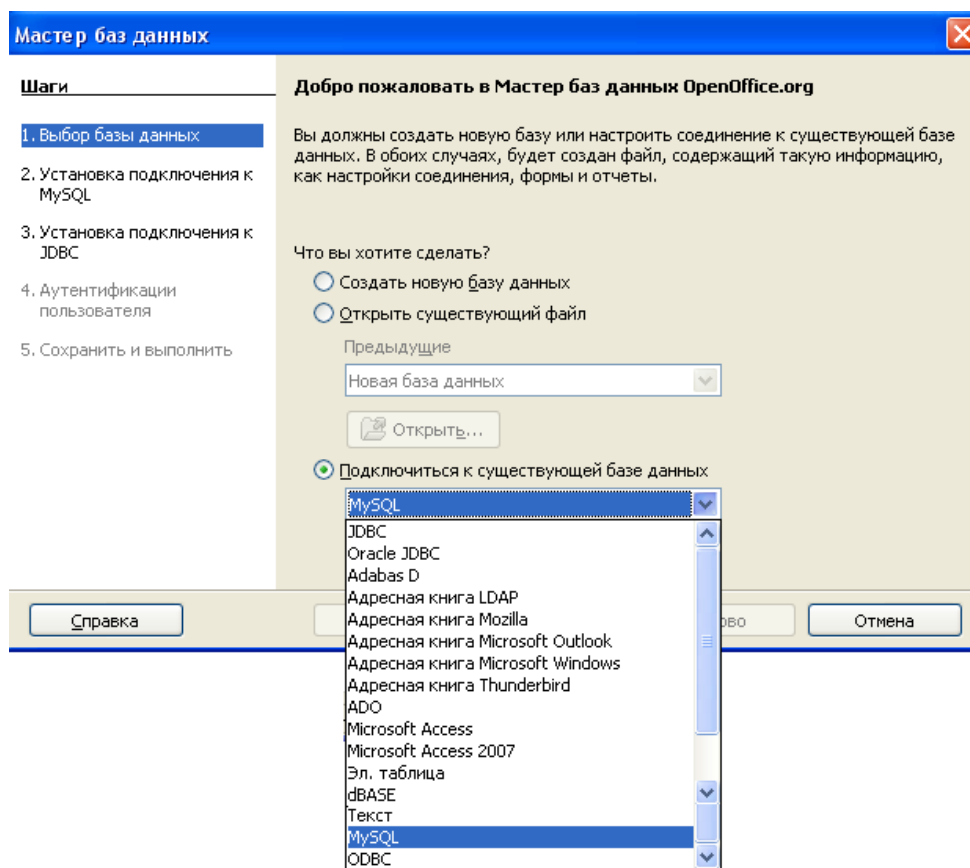 Мастер баз данных
Шаги
1. Выбор базы данных
2. Установка подключения к
MySQL
3. Установка подключения к
JDBC
4. Аутентификации
пользователя
5. Сохранить и выполнить
Добро пожаловать в Мастер баз данных OpenOffice.org
Вы должны создать новую базу или настроить соединение к существующей базе
данных. В обоих случаях, будет создан файл, содержащий такую информацию,
как настройки соединения, формы и отчеты.
Что вы хотите сделать?
Создать новую базу данных
Открыть существующий файл
Предыдущие
Новая база данных
Открыть...
Подключиться к существующей базе данных
MySQL
JDBC
Oracle JDBC
Adabas D
Адресная книга LDAP
Адресная книга Mozilla
Адресная книга Microsoft Outlook
Адресная книга Microsoft Windows
Адресная книга Thunderbird
ADO
Microsoft Access
Microsoft Access 2007
Эл. таблица
dBASE
Текст
MySQL
ODBC
Справка
Отмена